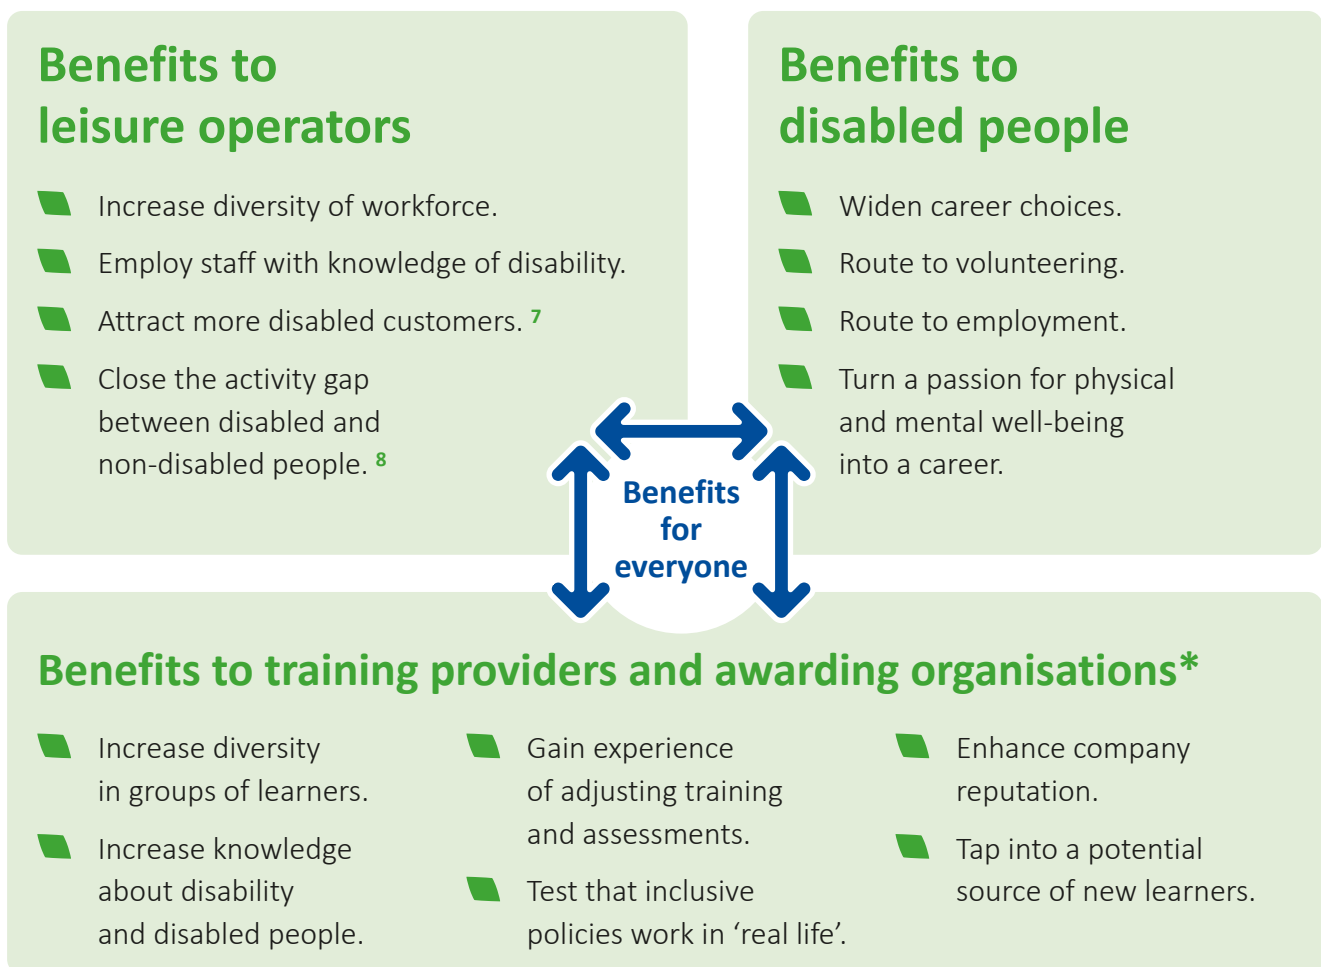 Benefits to
leisure operators
Increase diversity of workforce.
Employ staff with knowledge of disability.
Attract more disabled customers. 7
Close the activity gap
between disabled and
non-disabled people. 8
Benefits to
disabled people
Widen career choices.
Route to volunteering.
Route to employment.
Turn a passion for physical
and mental well-being
into a career.
Benefits
for
everyone
Benefits to training providers and awarding organisations*
Increase diversity
in groups of learners.
Increase knowledge
about disability
and disabled people.
Gain experience
of adjusting training
and assessments.
Test that inclusive
policies work in ‘real life’.
Enhance company
reputation.
Tap into a potential
source of new learners.